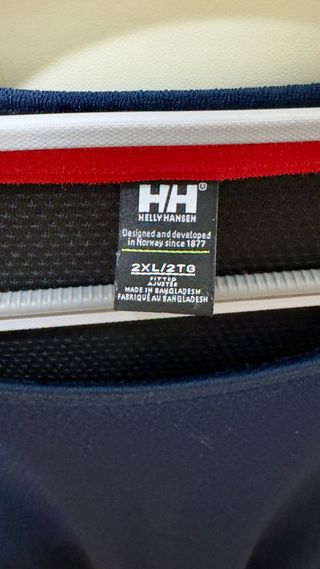 HH®
HELLY HANSEN
Designed and developed
in Norway since 1877
2XL/2TG
FITTED
AJUSTÉE
MADE IN BANGLADESH
FABRIQUÉ AU BANGLADESH